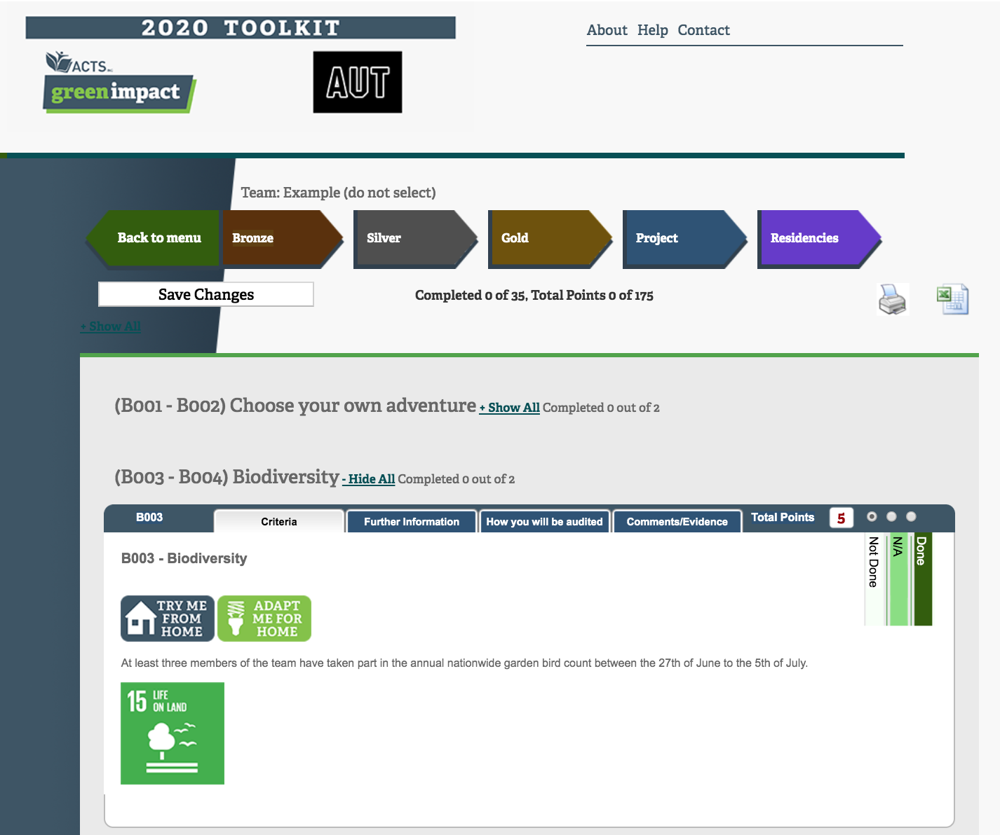 2020 TOOLKIT
About Help Contact
ACTS INC
greenimpact
AUT
Team: Example (do not select)
Back to menu
Bronze
Silver
Gold
Project
Residencies
Save Changes
Completed 0 of 35, Total Points 0 of 175
+ Show All
(B001 - B002) Choose your own adventure + Show All Completed 0 out of 2
(B003 - B004) Biodiversity - Hide All Completed 0 out of 2
B003
Criteria
Further Information
How you will be audited
Comments/Evidence
Total Points
5
Not Done
N/A
Done
B003 - Biodiversity
TRY ME
FROM
HOME
ADAPT
ME FOR
HOME
At least three members of the team have taken part in the annual nationwide garden bird count between the 27th of June to the 5th of July.
15 LIFE
ON LAND